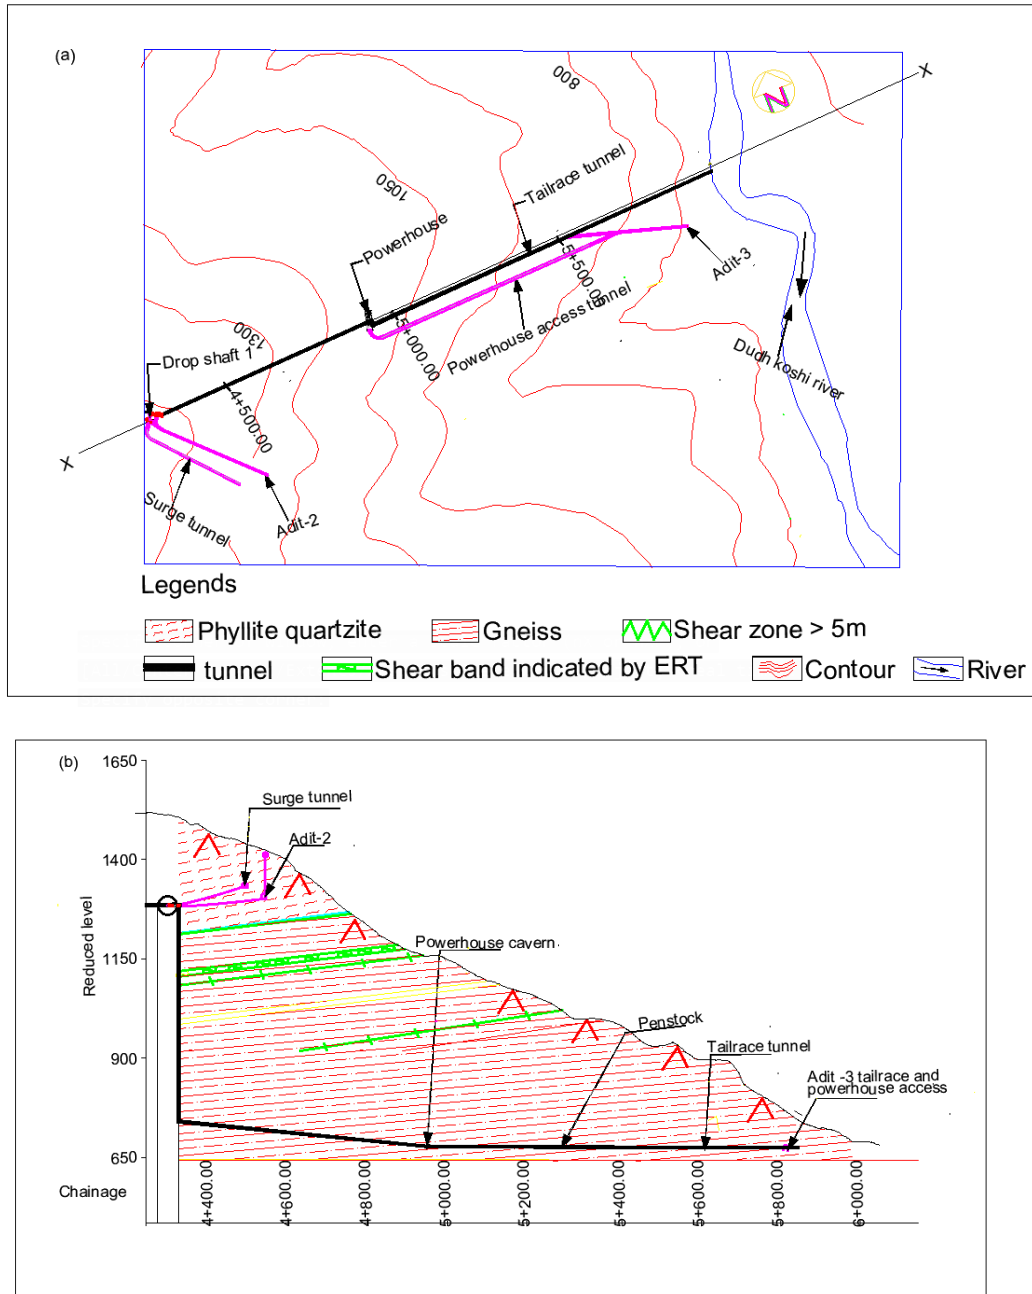 (a)
X
N
800
1050
Tailrace tunnel
Powerhouse
Adit-3
5+500.00
Powerhouse access tunnel
1300
5+000.00
Dudh koshi river
Drop shaft 1
4+500.00
X
Surge tunnel
Adit-2
Legends
Phyllite quartzite
Gneiss
Shear zone > 5m
tunnel
Shear band indicated by ERT
Contour
River
(b)
1650
Surge tunnel
Adit-2
1400
Reduced level
1150
Powerhouse cavern
Penstock
900
Tailrace tunnel
Adit -3 tailrace and
powerhouse access
650
Chainage
4+400.00
4+600.00
4+800.00
5+000.00
5+200.00
5+400.00
5+600.00
5+800.00
6+000.00